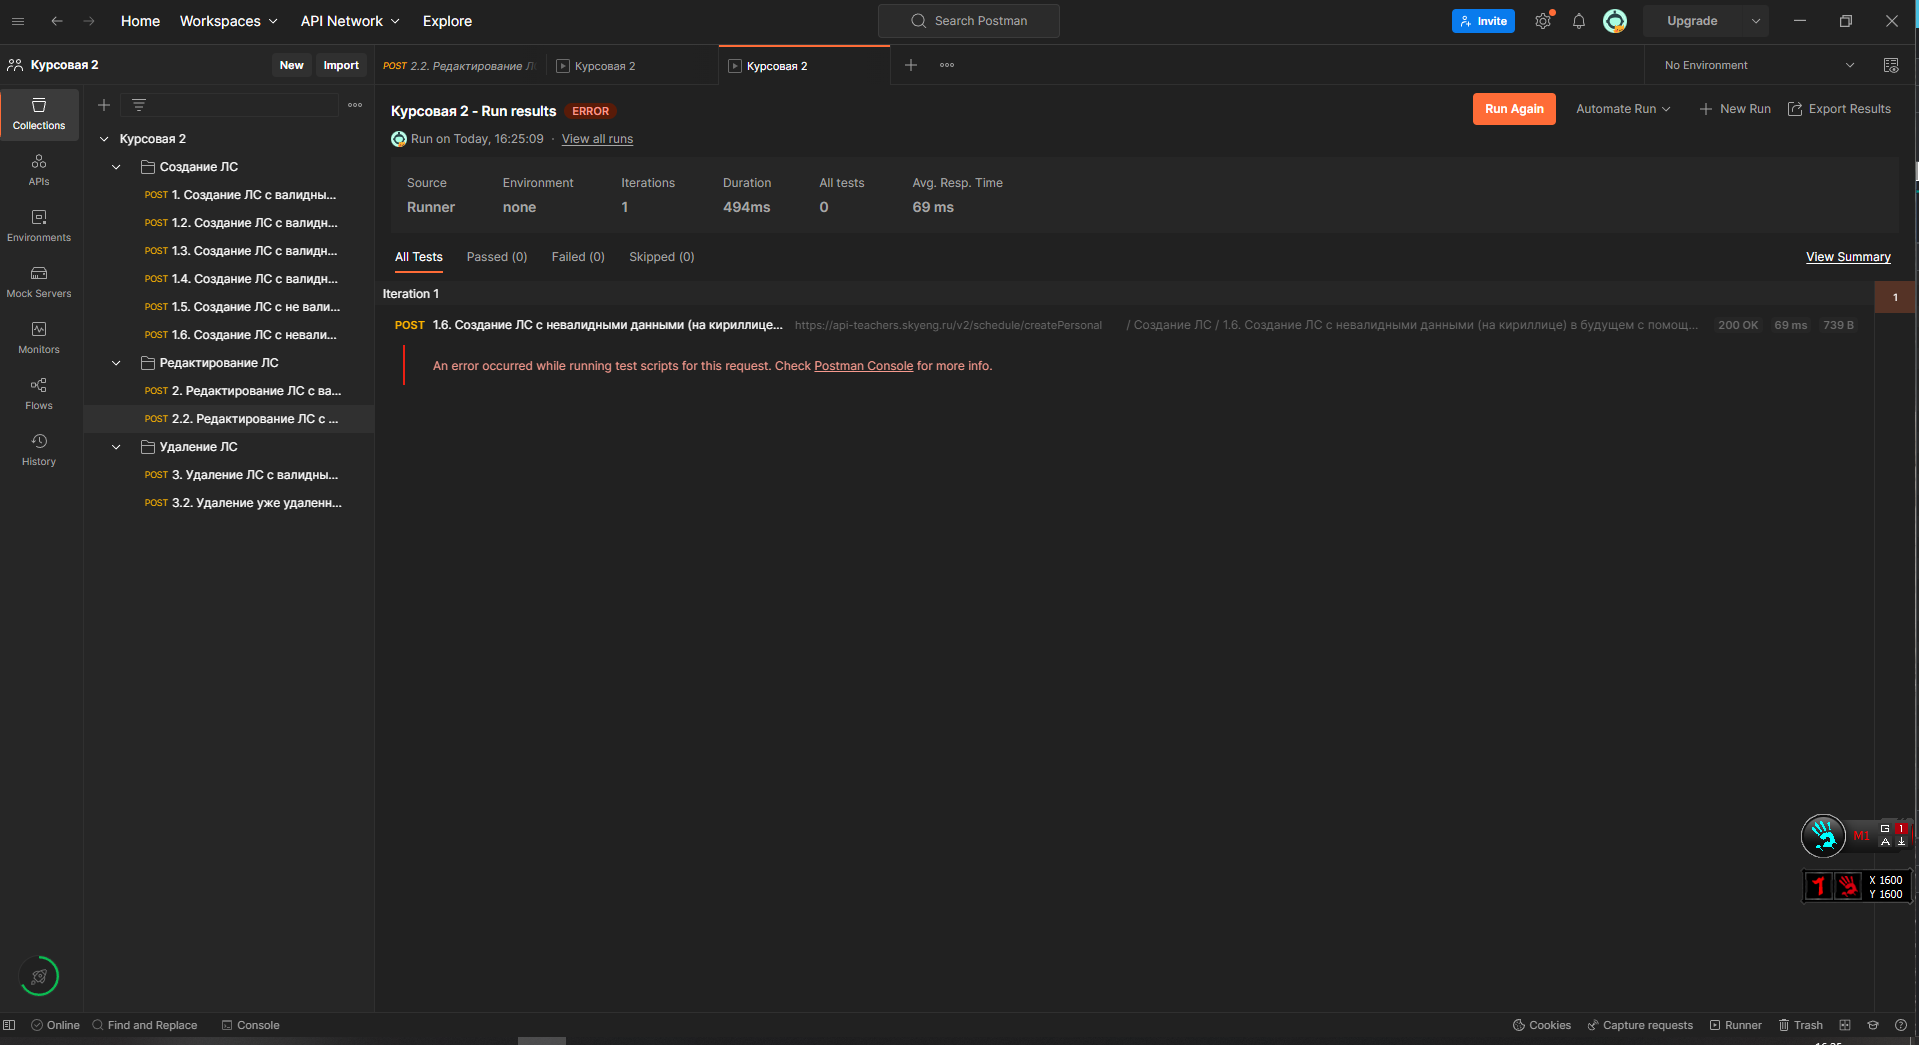 Home Workspaces API Network Explore Search Postman Invite Upgrade
Курсовая 2 New Import POST 2.2. Редактирование Курсовая 2 Курсовая 2 No Environment
Collections
APIs
Environments
Mock Servers
Monitors
Flows
History
Курсовая 2
Создание ЛС
POST 1. Создание ЛС с валидны...
POST 1.2. Создание ЛС с валидн...
POST 1.3. Создание ЛС с валидн...
POST 1.4. Создание ЛС с валидн...
POST 1.5. Создание ЛС с не вали...
POST 1.6. Создание ЛС с невали...
Редактирование ЛС
POST 2. Редактирование ЛС с ва...
POST 2.2. Редактирование ЛС с ...
Удаление ЛС
POST 3. Удаление ЛС с валидны...
POST 3.2. Удаление уже удаленн...
Курсовая 2 - Run results ERROR
Run Again Automate Run New Run Export Results
Run on Today, 16:25:09 · View all runs
Source Environment Iterations Duration All tests Avg. Resp. Time
Runner none 1 494ms 0 69 ms
All Tests Passed (0) Failed (0) Skipped (0) View Summary
Iteration 1
1
POST 1.6. Создание ЛС с невалидными данными (на кириллице... https://api-teachers.skyeng.ru/v2/schedule/createPersonal / Создание ЛС / 1.6. Создание ЛС с невалидными данными (на кириллице) в будущем с помощ... 200 OK 69 ms 739 B
An error occurred while running test scripts for this request. Check Postman Console for more info.
M1 G 1
A
X 1600
Y 1600
Online Find and Replace Console Cookies Capture requests Runner Trash